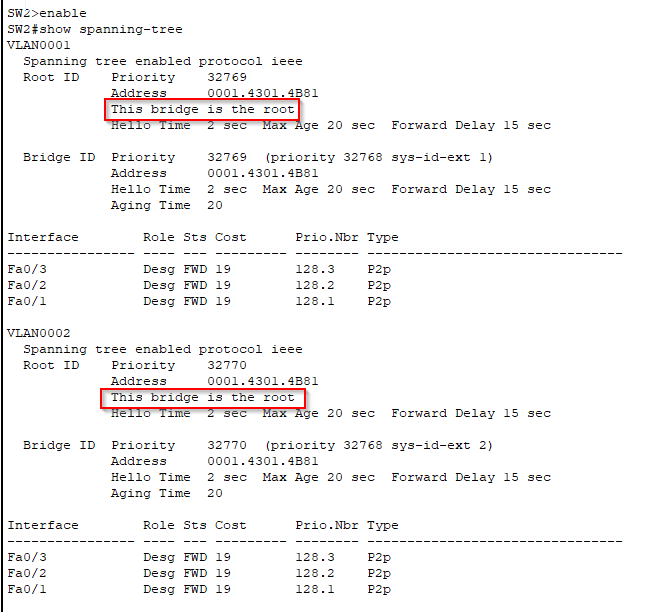 SW2>enable
SW2#show spanning-tree
VLAN0001
  Spanning tree enabled protocol ieee
  Root ID    Priority    32769
             Address     0001.4301.4B81
             This bridge is the root
             Hello Time  2 sec  Max Age 20 sec  Forward Delay 15 sec

  Bridge ID  Priority    32769  (priority 32768 sys-id-ext 1)
             Address     0001.4301.4B81
             Hello Time  2 sec  Max Age 20 sec  Forward Delay 15 sec
             Aging Time  20

Interface        Role Sts Cost      Prio.Nbr Type
---------------- ---- --- --------- -------- --------------------------------
Fa0/3            Desg FWD 19        128.3    P2p
Fa0/2            Desg FWD 19        128.2    P2p
Fa0/1            Desg FWD 19        128.1    P2p

VLAN0002
  Spanning tree enabled protocol ieee
  Root ID    Priority    32770
             Address     0001.4301.4B81
             This bridge is the root
             Hello Time  2 sec  Max Age 20 sec  Forward Delay 15 sec

  Bridge ID  Priority    32770  (priority 32768 sys-id-ext 2)
             Address     0001.4301.4B81
             Hello Time  2 sec  Max Age 20 sec  Forward Delay 15 sec
             Aging Time  20

Interface        Role Sts Cost      Prio.Nbr Type
---------------- ---- --- --------- -------- --------------------------------
Fa0/3            Desg FWD 19        128.3    P2p
Fa0/2            Desg FWD 19        128.2    P2p
Fa0/1            Desg FWD 19        128.1    P2p